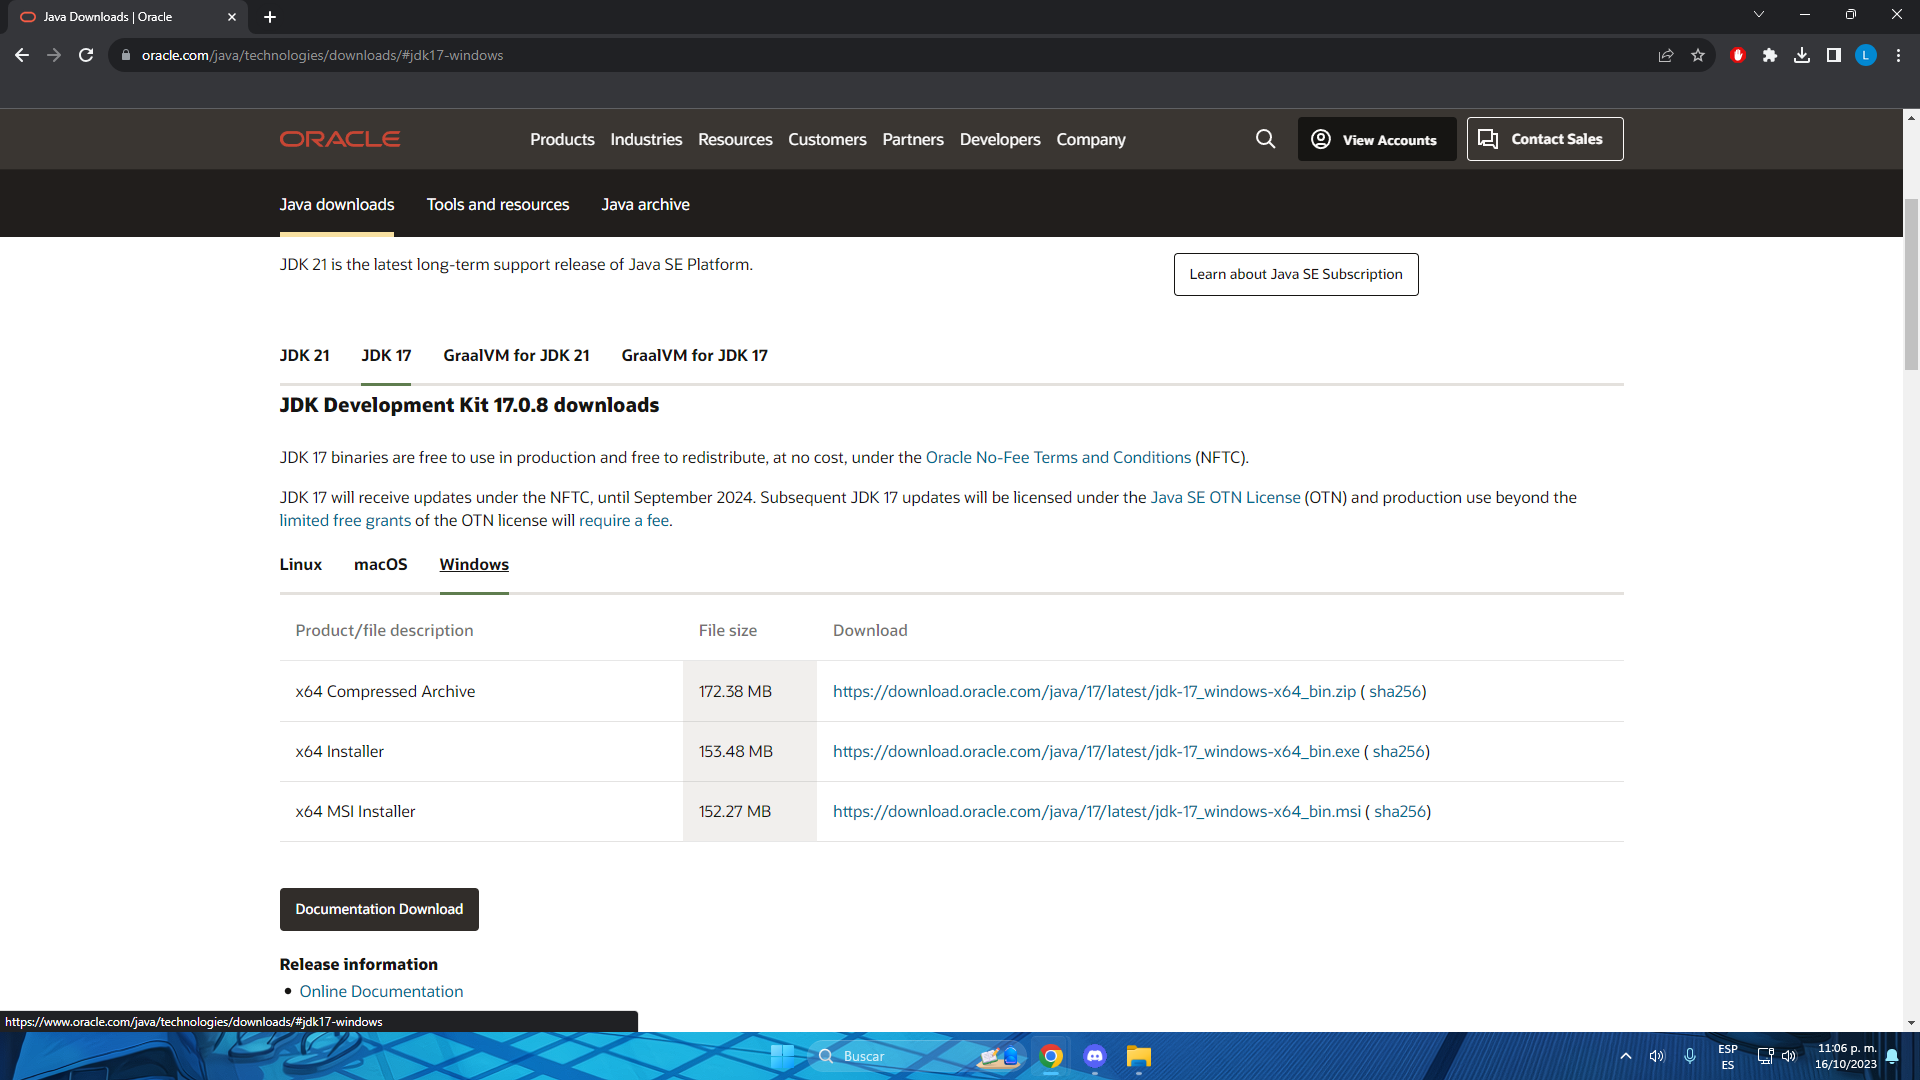 Java Downloads | Oracle
oracle.com/java/technologies/downloads/#jdk17-windows
L
ORACLE
Products Industries Resources Customers Partners Developers Company
View Accounts
Contact Sales
Java downloads Tools and resources Java archive
JDK 21 is the latest long-term support release of Java SE Platform.
Learn about Java SE Subscription
JDK 21 JDK 17 GraalVM for JDK 21 GraalVM for JDK 17
JDK Development Kit 17.0.8 downloads
JDK 17 binaries are free to use in production and free to redistribute, at no cost, under the Oracle No-Fee Terms and Conditions (NFTC).
JDK 17 will receive updates under the NFTC, until September 2024. Subsequent JDK 17 updates will be licensed under the Java SE OTN License (OTN) and production use beyond the
limited free grants of the OTN license will require a fee.
Linux macOS Windows
Product/file description File size Download
x64 Compressed Archive 172.38 MB https://download.oracle.com/java/17/latest/jdk-17_windows-x64_bin.zip ( sha256)
x64 Installer 153.48 MB https://download.oracle.com/java/17/latest/jdk-17_windows-x64_bin.exe ( sha256)
x64 MSI Installer 152.27 MB https://download.oracle.com/java/17/latest/jdk-17_windows-x64_bin.msi ( sha256)
Documentation Download
Release information
• Online Documentation
https://www.oracle.com/java/technologies/downloads/#jdk17-windows
Buscar
ESP
ES
11:06 p. m.
16/10/2023